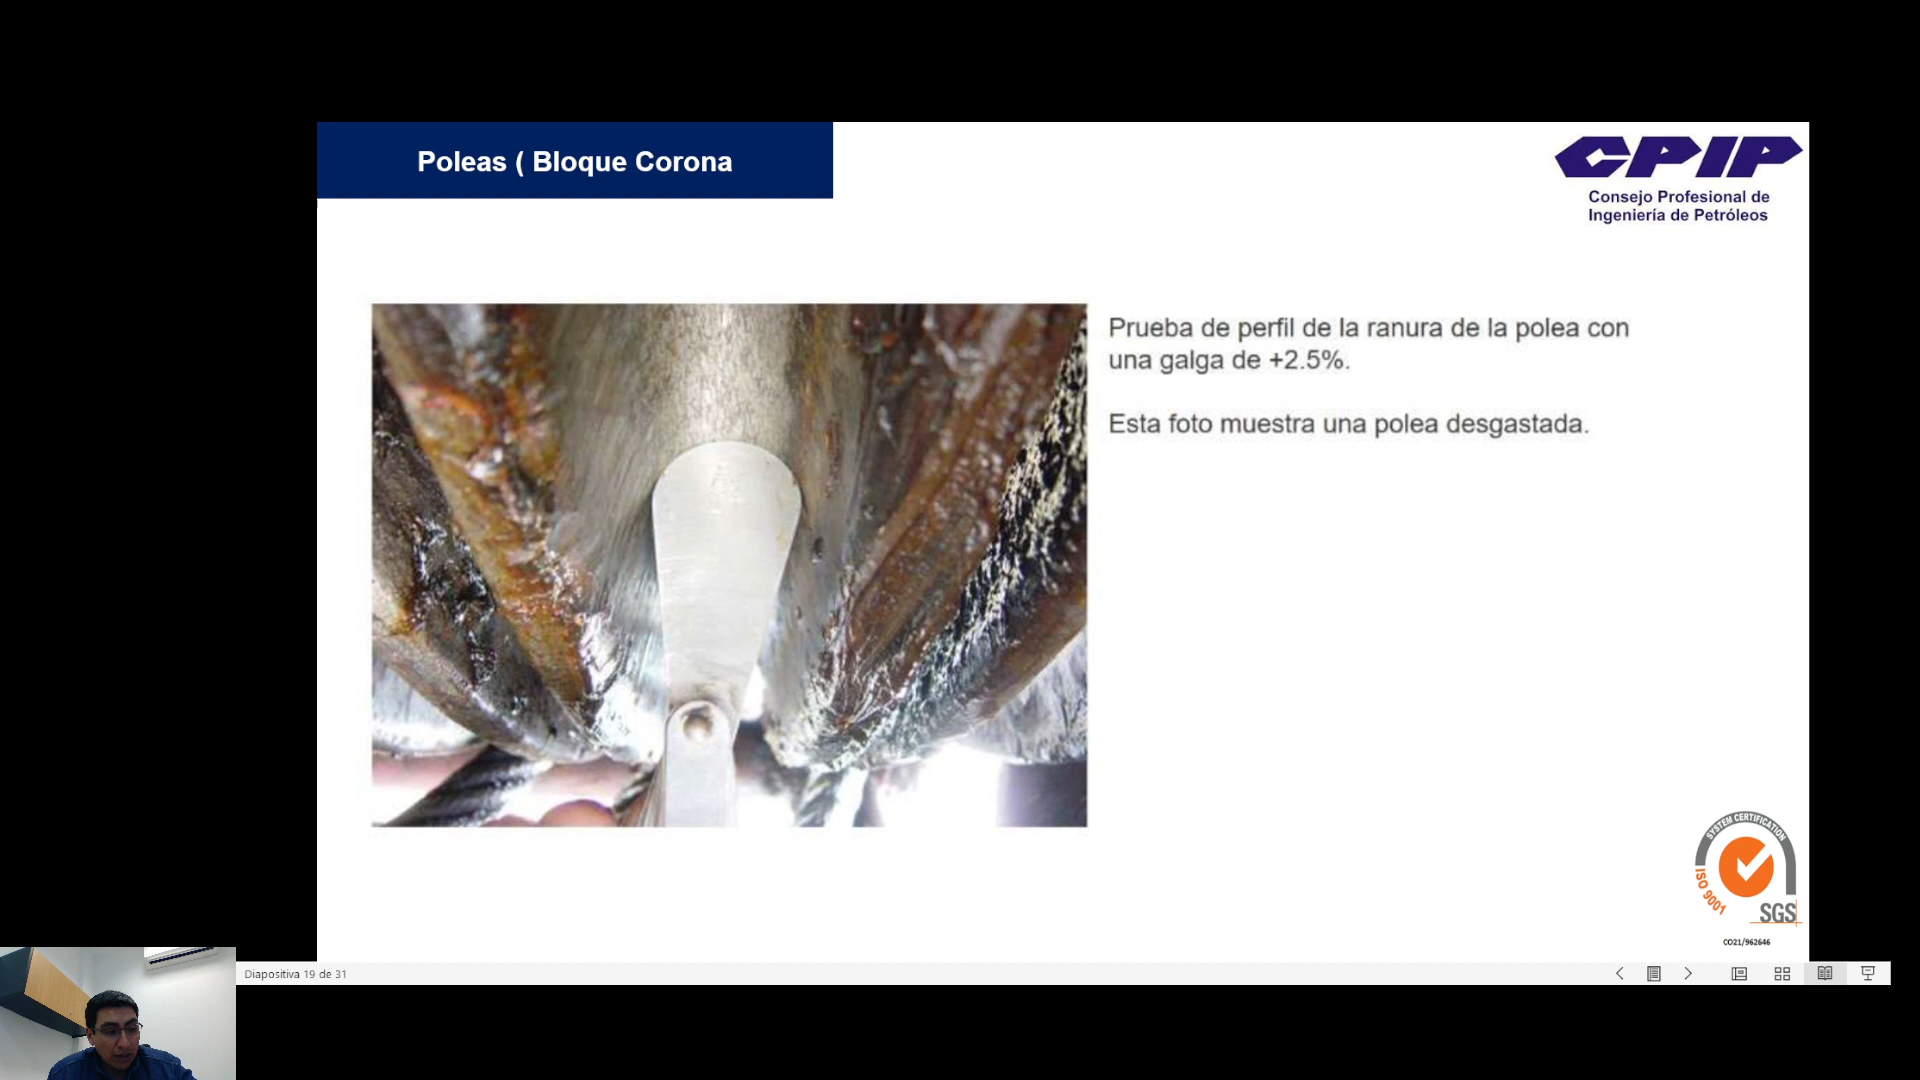 Poleas ( Bloque Corona
CPIP
Consejo Profesional de
Ingeniería de Petróleos
Prueba de perfil de la ranura de la polea con
una galga de +2.5%.
Esta foto muestra una polea desgastada.
SYSTEM CERTIFICATION
ISO 9001
SGS
CO21/962646
Diapositiva 19 de 31